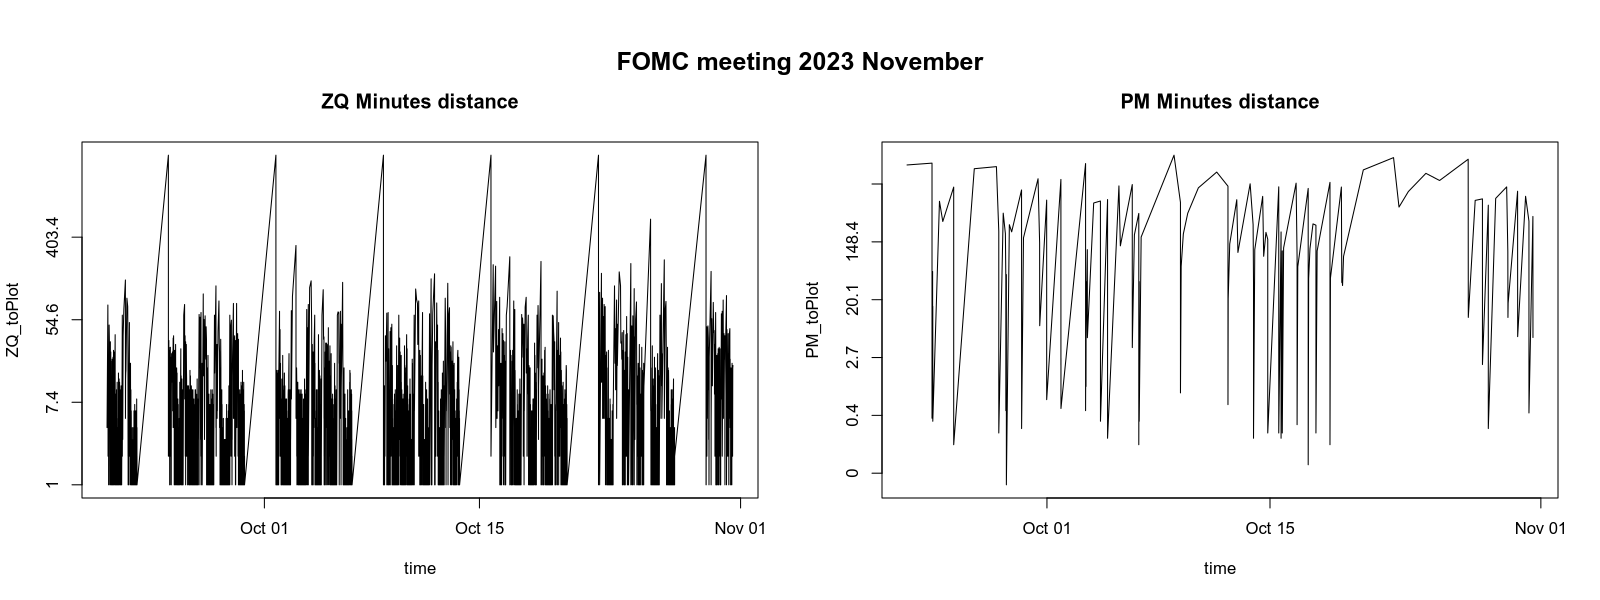 FOMC meeting 2023 November
ZQ Minutes distance
ZQ_toPlot
403.4
54.6
7.4
1
Oct 01
Oct 15
Nov 01
time
PM Minutes distance
PM_toPlot
148.4
20.1
2.7
0.4
0
Oct 01
Oct 15
Nov 01
time